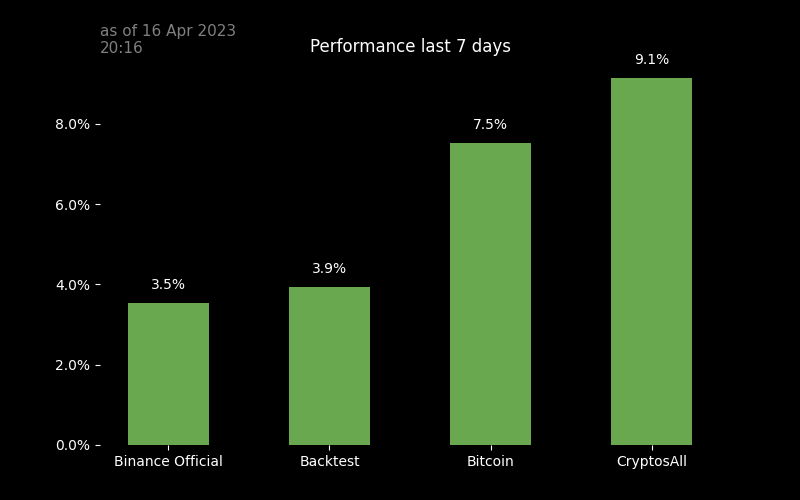 as of 16 Apr 2023
20:16
Performance last 7 days
9.1%
8.0%
7.5%
6.0%
4.0%
3.9%
3.5%
2.0%
0.0%
Binance Official
Backtest
Bitcoin
CryptosAll